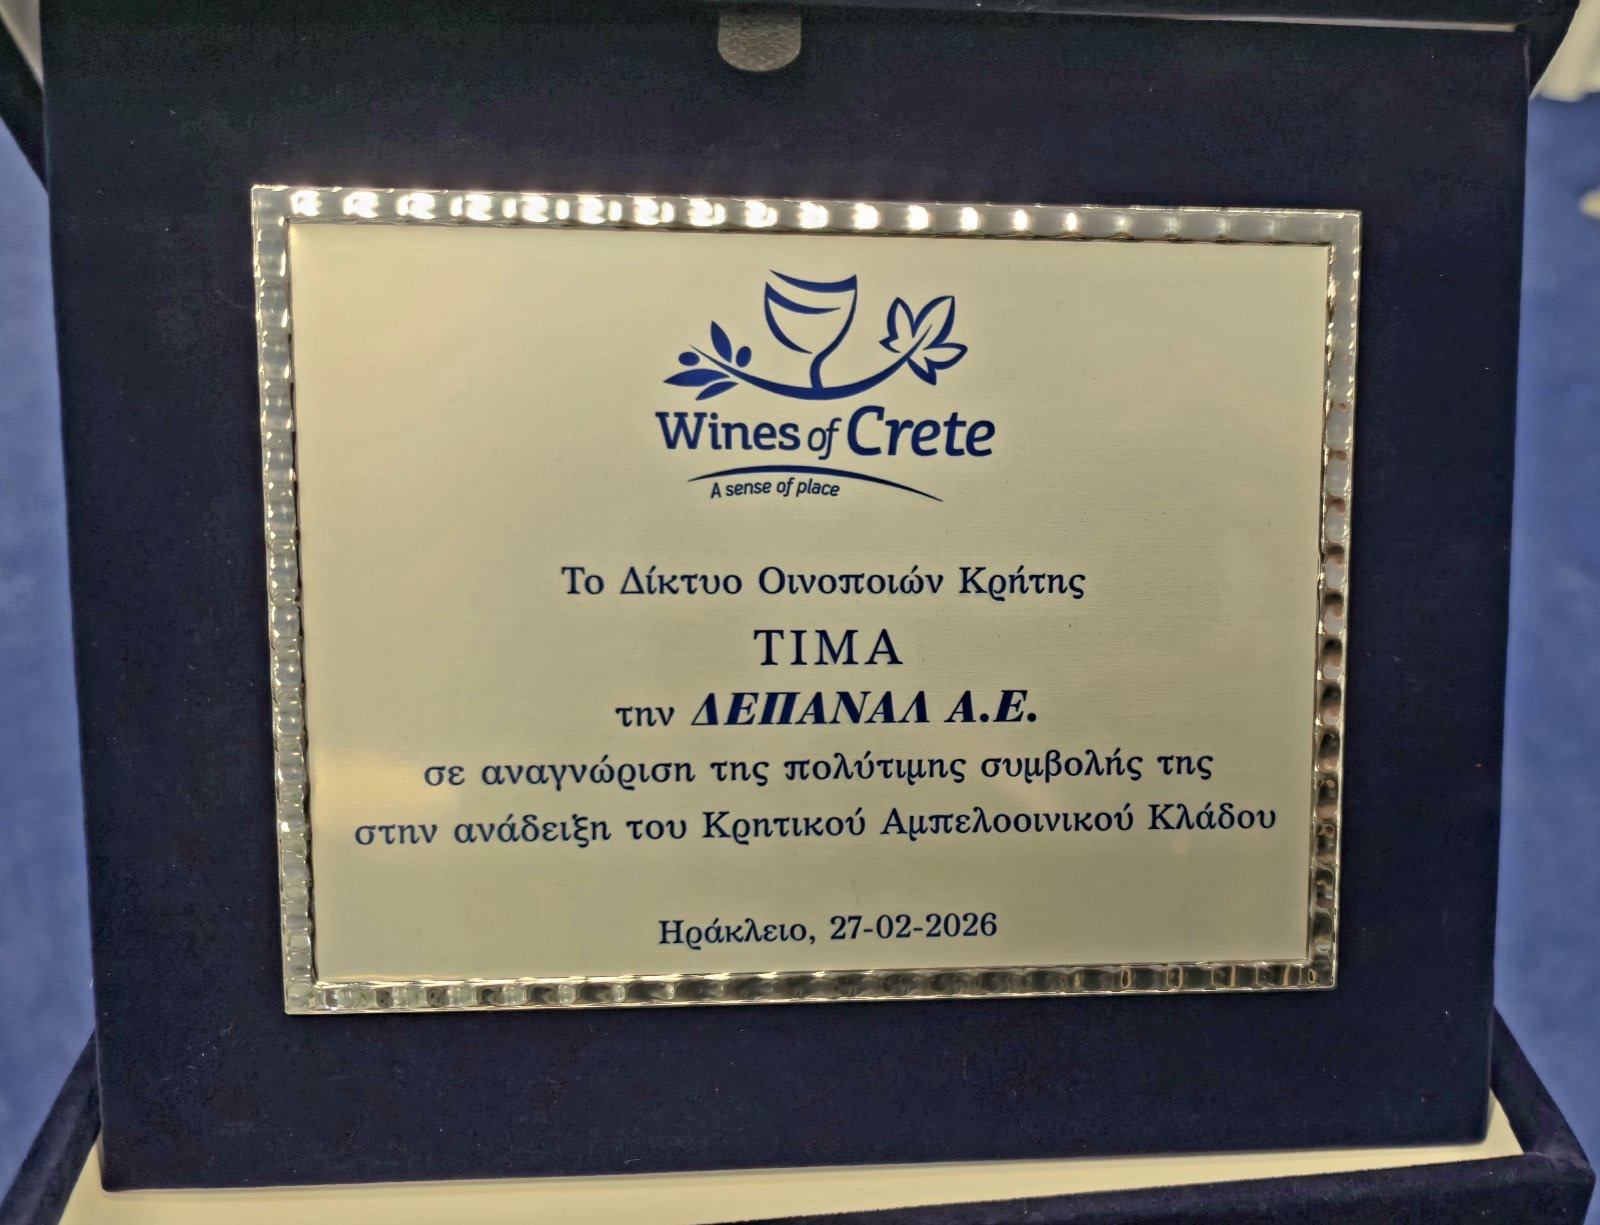 Wines of Crete
A sense of place
Το Δίκτυο Οινοποιών Κρήτης
ΤΙΜΑ
την ΔΕΠΑΝΑΛ Α.Ε.
σε αναγνώριση της πολύτιμης συμβολής της
στην ανάδειξη του Κρητικού Αμπελοοινικού Κλάδου
Ηράκλειο, 27-02-2026